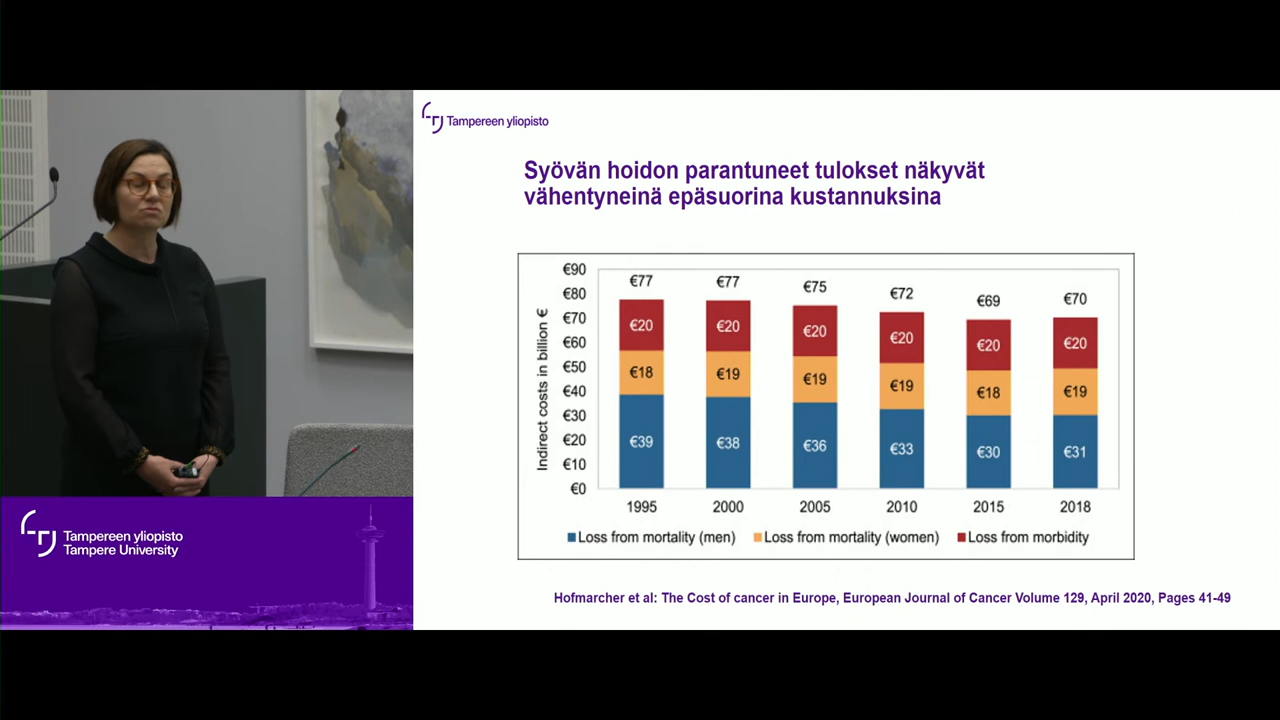 Tampereen yliopisto
Syövän hoidon parantuneet tulokset näkyvät
vähentyneinä epäsuorina kustannuksina
Indirect costs in billion €
€90
€80
€70
€60
€50
€40
€30
€20
€10
€0
€77 €77 €75 €72 €69 €70
€20 €20 €20 €20 €20 €20
€18 €19 €19 €19 €18 €19
€39 €38 €36 €33 €30 €31
1995 2000 2005 2010 2015 2018
Loss from mortality (men) Loss from mortality (women) Loss from morbidity
Hofmarcher et al: The Cost of cancer in Europe, European Journal of Cancer Volume 129, April 2020, Pages 41-49
Tampereen yliopisto
Tampere University